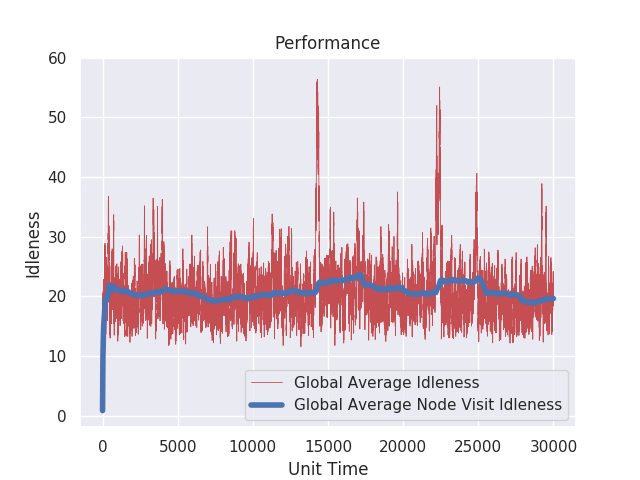 Performance
60
50
40
30
20
10
0
Idleness
Global Average Idleness
Global Average Node Visit Idleness
0 5000 10000 15000 20000 25000 30000
Unit Time